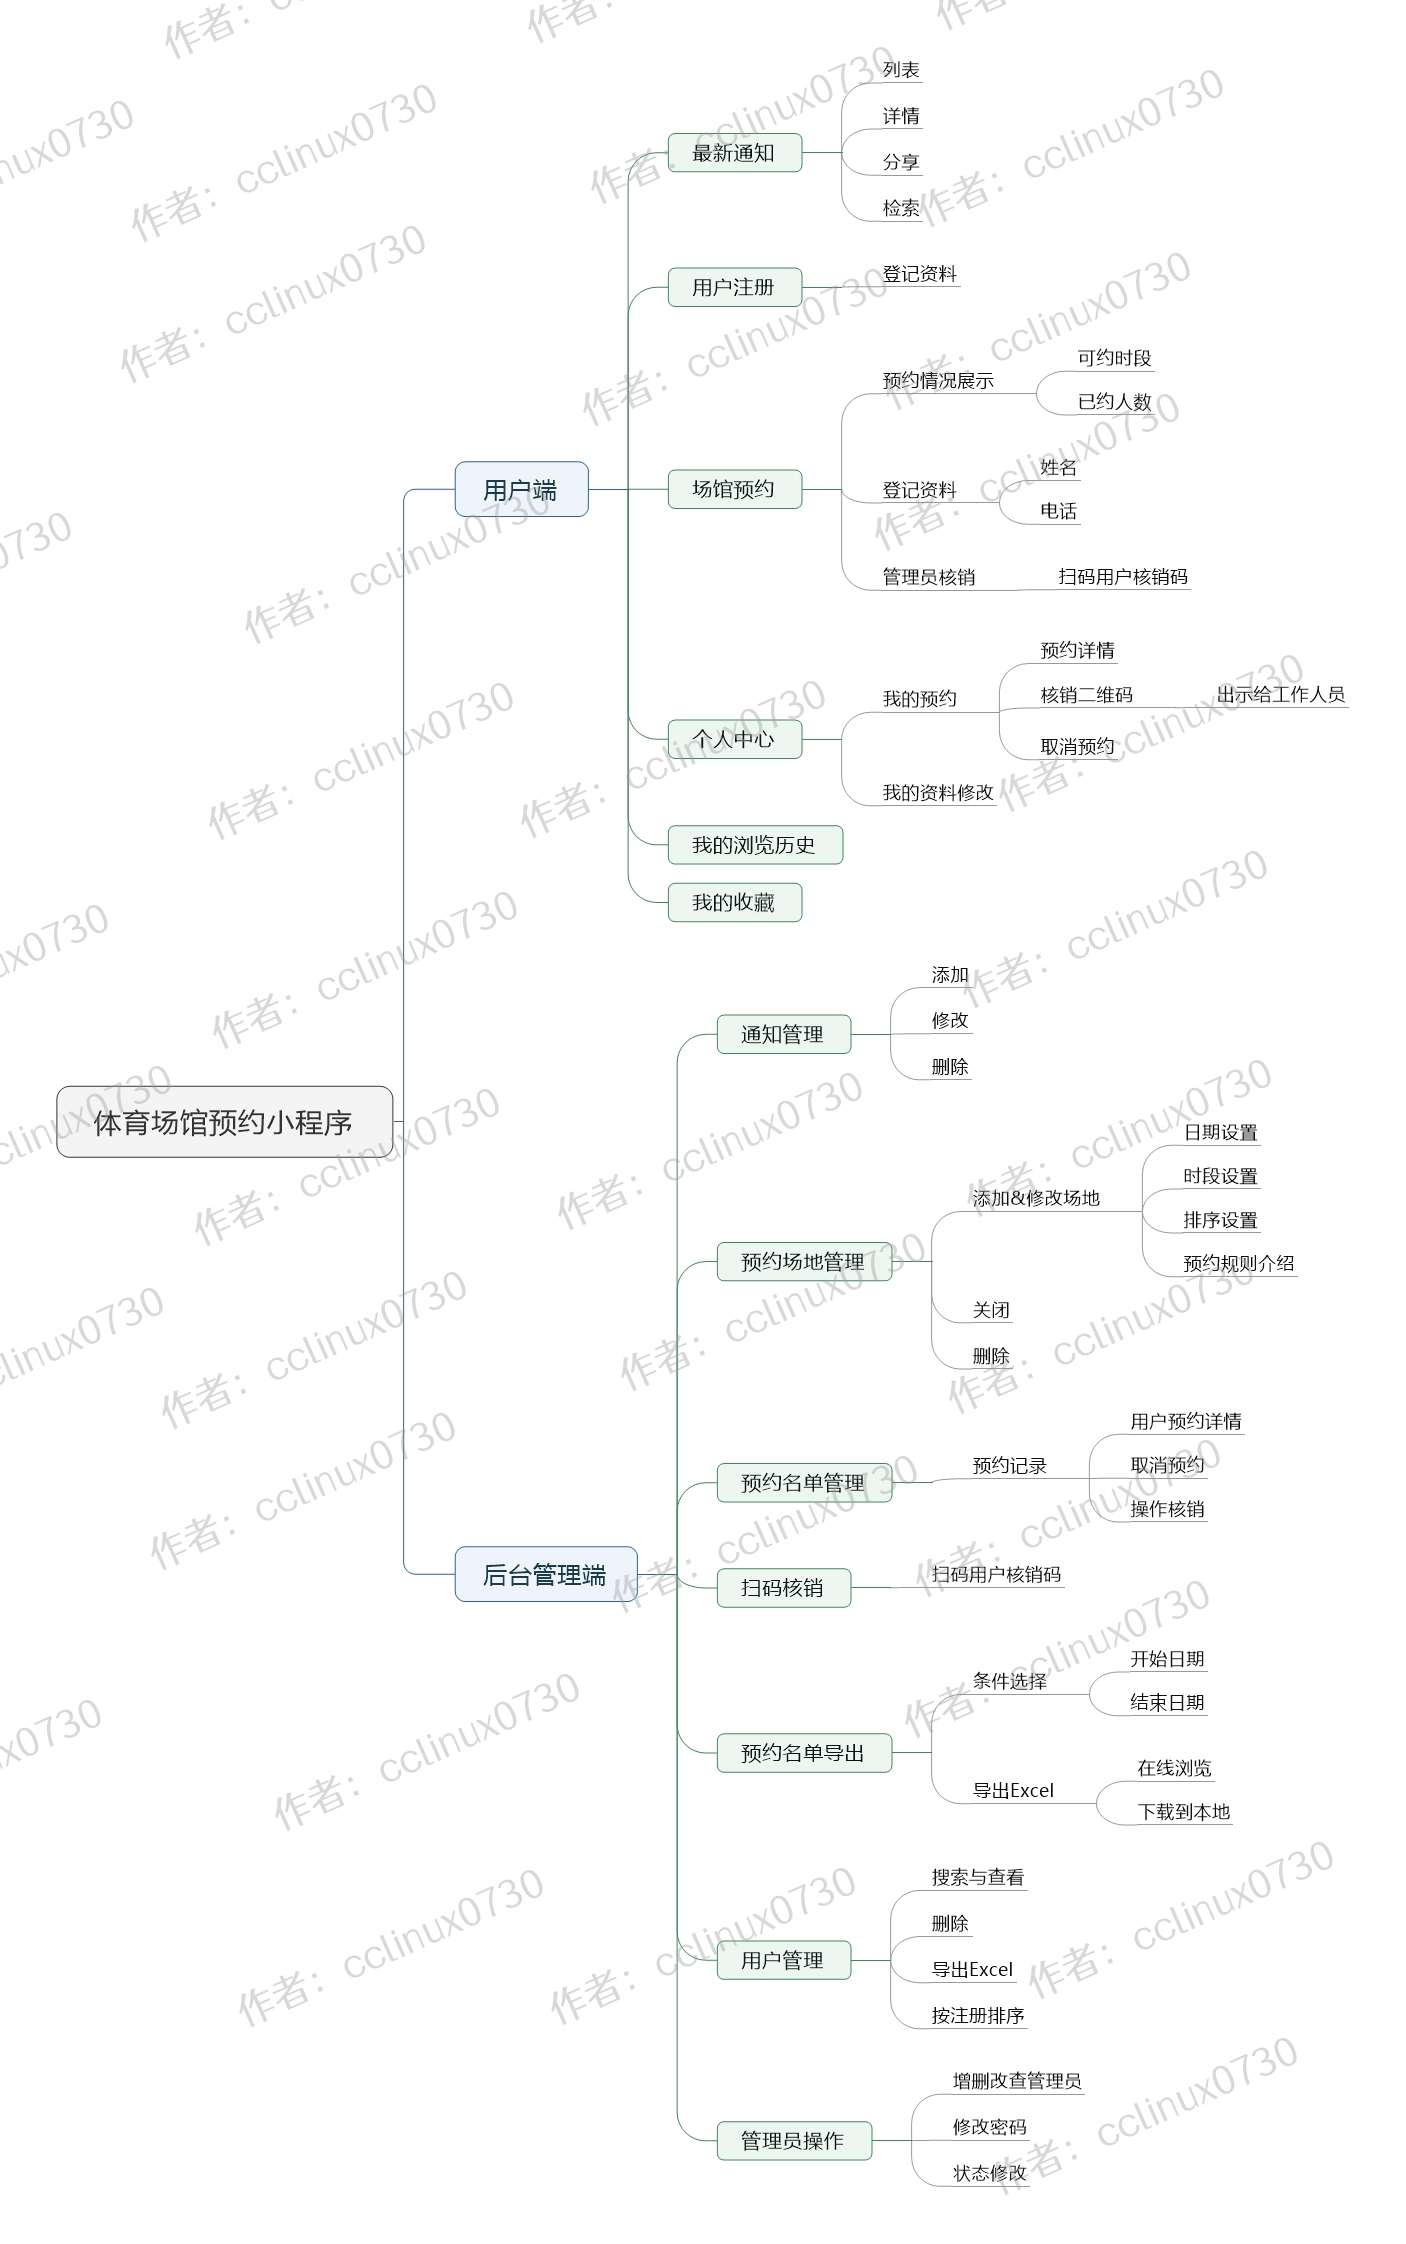 体育场馆预约小程序
用户端
最新通知
列表
详情
分享
检索
用户注册
登记资料
场馆预约
预约情况展示
可约时段
已约人数
登记资料
姓名
电话
管理员核销
扫码用户核销码
个人中心
我的预约
预约详情
核销二维码
出示给工作人员
取消预约
我的资料修改
我的浏览历史
我的收藏
后台管理端
通知管理
添加
修改
删除
预约场地管理
添加&修改场地
日期设置
时段设置
排序设置
预约规则介绍
关闭
删除
预约名单管理
预约记录
用户预约详情
取消预约
操作核销
扫码核销
扫码用户核销码
预约名单导出
条件选择
开始日期
结束日期
导出Excel
在线浏览
下载到本地
用户管理
搜索与查看
删除
导出Excel
按注册排序
管理员操作
增删改查管理员
修改密码
状态修改
作者：cclinux0730